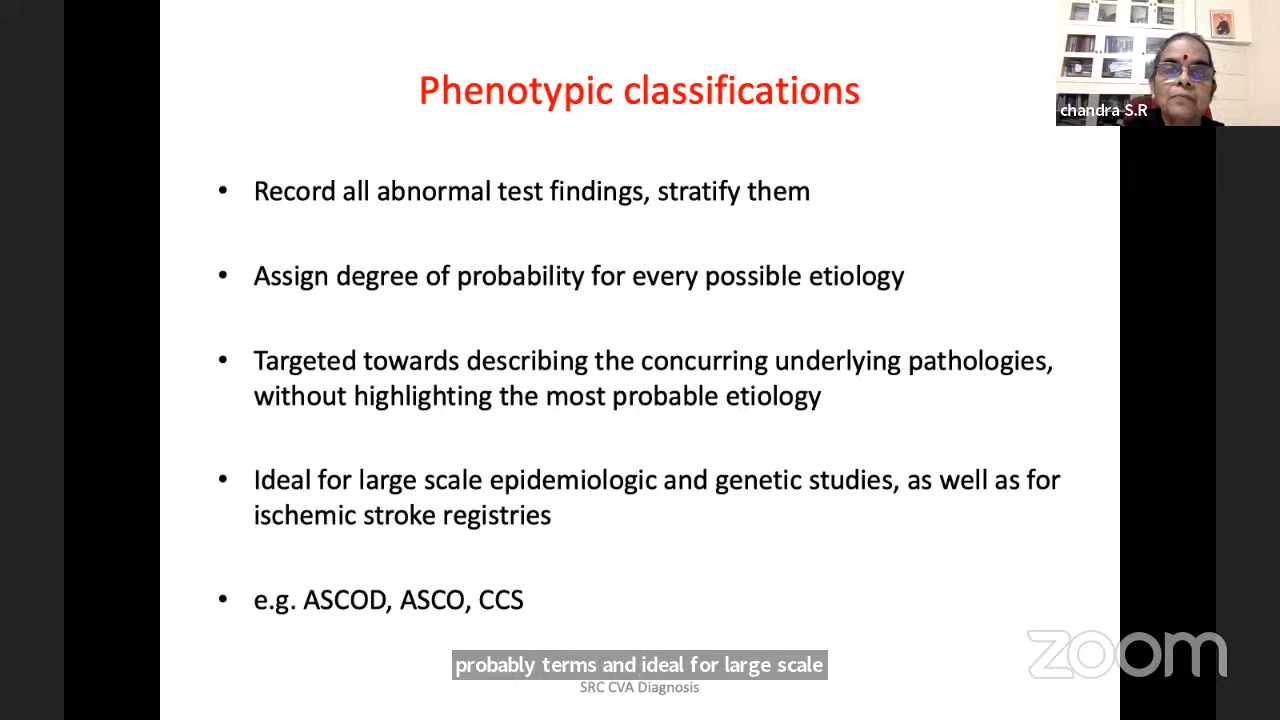 Phenotypic classifications
chandra S.R
• Record all abnormal test findings, stratify them
• Assign degree of probability for every possible etiology
• Targeted towards describing the concurring underlying pathologies,
without highlighting the most probable etiology
• Ideal for large scale epidemiologic and genetic studies, as well as for
ischemic stroke registries
• e.g. ASCOD, ASCO, CCS
zoom
probably terms and ideal for large scale
SRC CVA Diagnosis